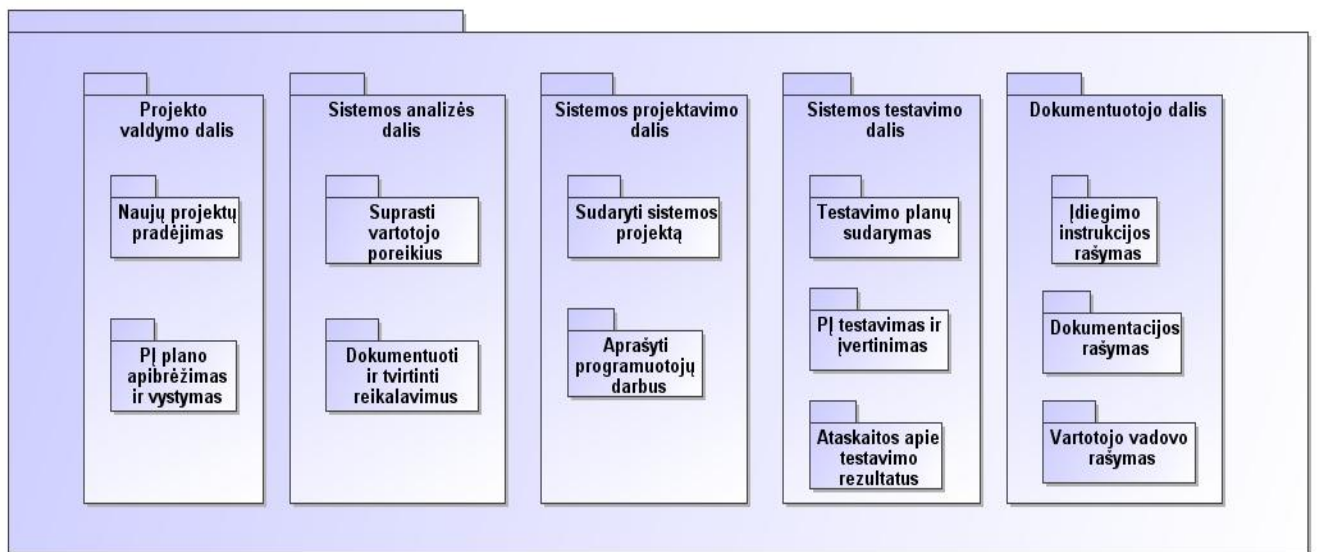 Projekto
valdymo dalis
Naujų projektų
pradėjimas
PĮ plano
apibrėžimas
ir vystymas
Sistemos analizės
dalis
Suprasti
vartotojo
poreikius
Dokumentuoti
ir tvirtinti
reikalavimus
Sistemos projektavimo
dalis
Sudaryti sistemos
projektą
Aprašyti
programuotojų
darbus
Sistemos testavimo
dalis
Testavimo planų
sudarymas
PĮ testavimas ir
įvertinimas
Ataskaitos apie
testavimo
rezultatus
Dokumentuotojo dalis
Įdiegimo
instrukcijos
rašymas
Dokumentacijos
rašymas
Vartotojo vadovo
rašymas